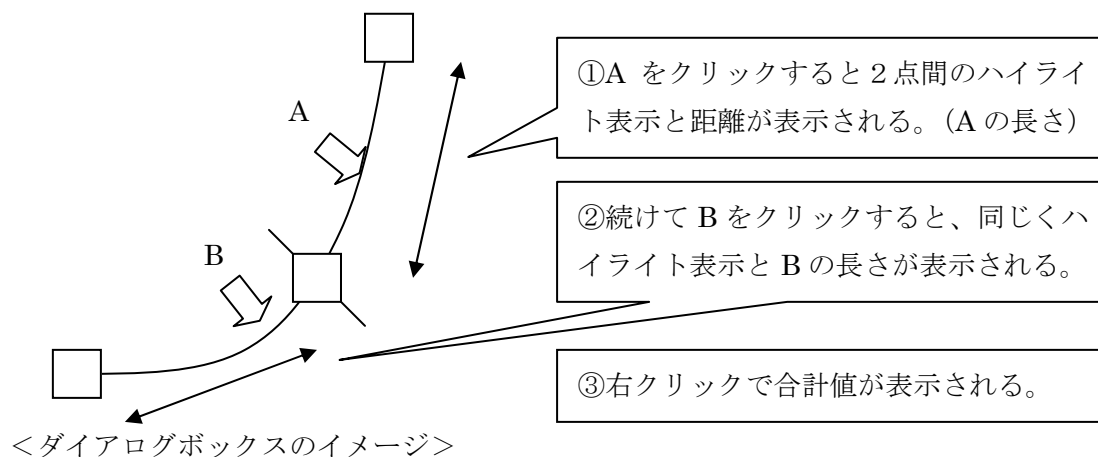 A
B
①A をクリックすると２点間のハイライ
ト表示と距離が表示される。（A の長さ）
②続けて B をクリックすると、同じくハ
イライト表示と B の長さが表示される。
③右クリックで合計値が表示される。
＜ダイアログボックスのイメージ＞